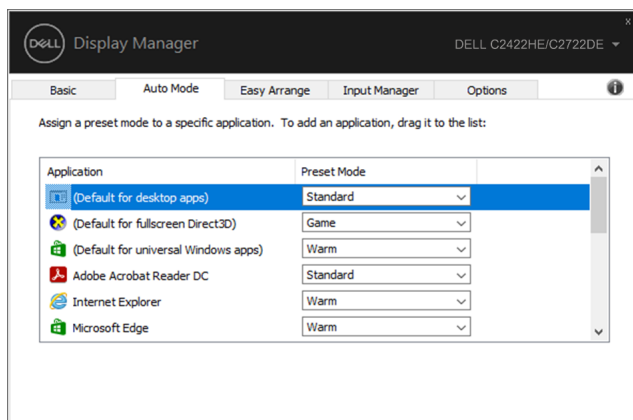 x
DELL Display Manager DELL C2422HE/C2722DE
Basic Auto Mode Easy Arrange Input Manager Options i
Assign a preset mode to a specific application. To add an application, drag it to the list:
Application Preset Mode
(Default for desktop apps) Standard
(Default for fullscreen Direct3D) Game
(Default for universal Windows apps) Warm
Adobe Acrobat Reader DC Standard
Internet Explorer Warm
Microsoft Edge Warm